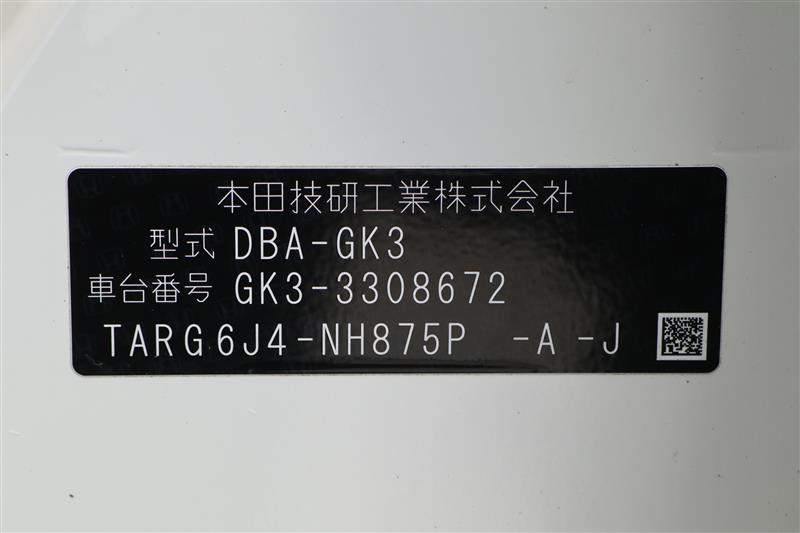 本田技研工業株式会社
型式 DBA-GK3
車台番号 GK3-3308672
TARG6J4-NH875P -A-J